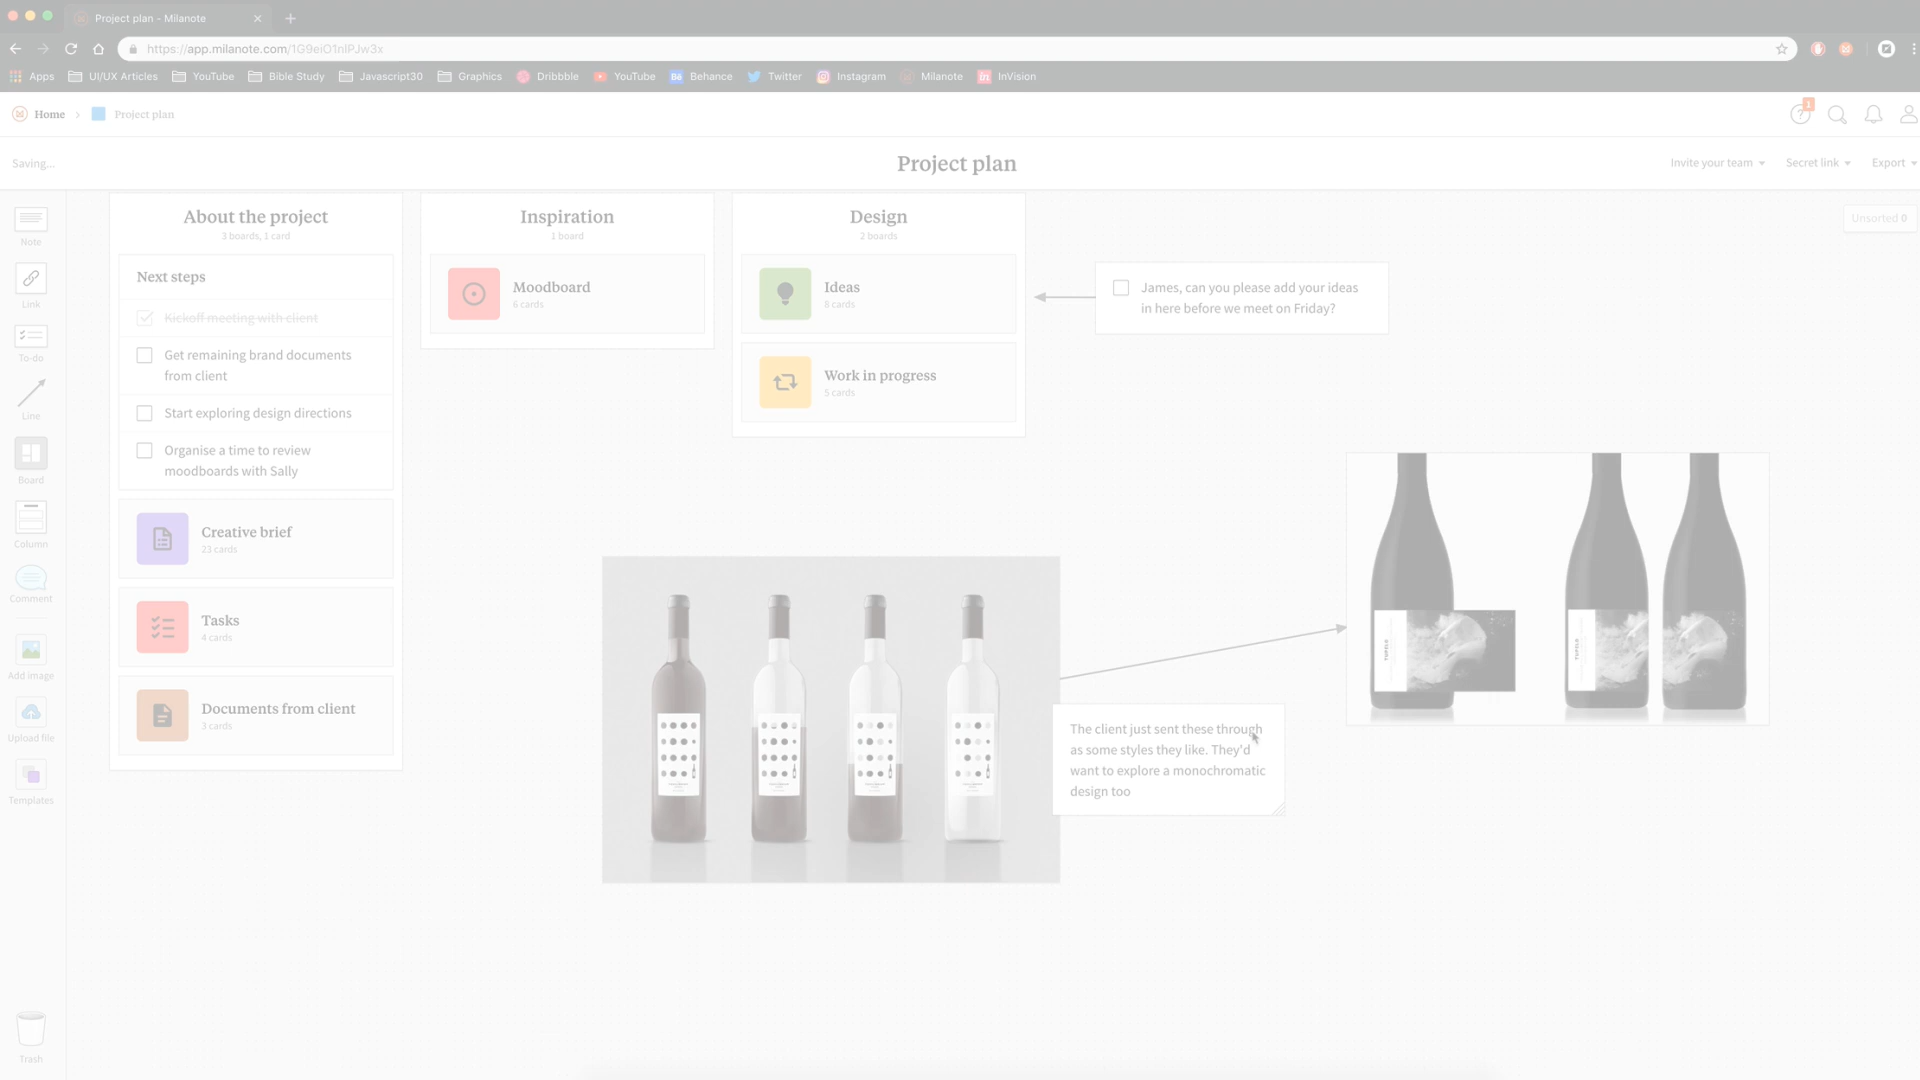 Project plan - Milanote
https://app.milanote.com/1G9eiO1nIPJw3x
Apps
UI/UX Articles
YouTube
Bible Study
Javascript30
Graphics
Dribbble
YouTube
Bē Behance
Twitter
Instagram
Milanote
in InVision
Home
Project plan
1
Saving...
Project plan
Invite your team
Secret link
Export
Note
Link
To-do
Line
Board
Column
Comment
Add image
Upload file
Templates
Trash
About the project
3 boards, 1 card
Next steps
Kickoff meeting with client
Get remaining brand documents
from client
Start exploring design directions
Organise a time to review
moodboards with Sally
Creative brief
23 cards
Tasks
4 cards
Documents from client
3 cards
Inspiration
1 board
Moodboard
6 cards
Design
2 boards
Ideas
8 cards
Work in progress
5 cards
James, can you please add your ideas
in here before we meet on Friday?
Unsorted 0
The client just sent these through
as some styles they like. They'd
want to explore a monochromatic
design too